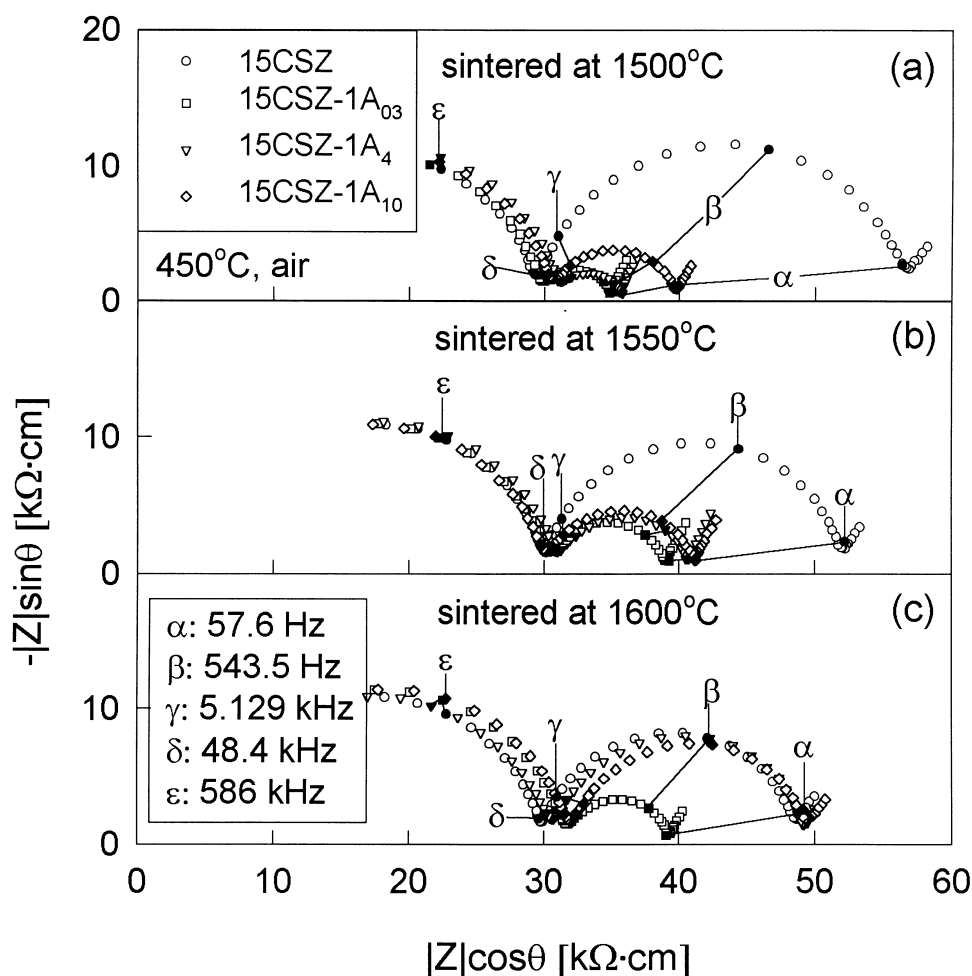 20
15CSZ
15CSZ-1A₀₃
15CSZ-1A₄
15CSZ-1A₁₀
sintered at 1500°C
(a)
ε
10
γ
β
δ
α
450°C, air
0
sintered at 1550°C
(b)
ε
10
δ
γ
β
α
0
sintered at 1600°C
(c)
α: 57.6 Hz
β: 543.5 Hz
γ: 5.129 kHz
δ: 48.4 kHz
ε: 586 kHz
ε
10
γ
β
α
δ
0
0 10 20 30 40 50 60
-|Z|sinθ [kΩ·cm]
|Z|cosθ [kΩ·cm]